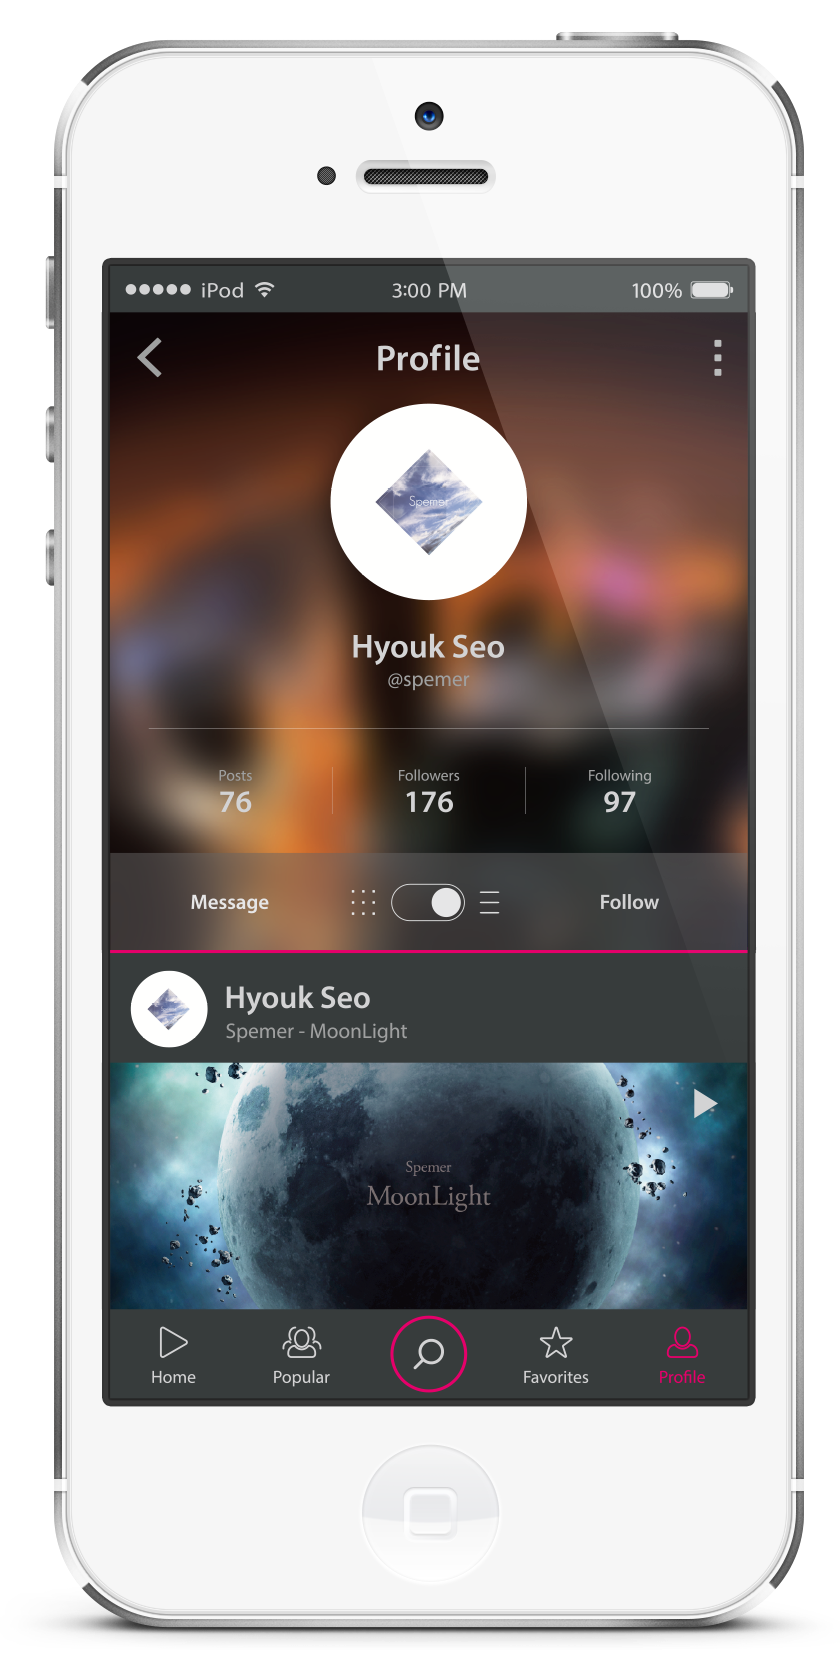 iPod 3:00 PM 100%
Profile
Spemer
Hyouk Seo
@spemer
Posts Followers Following
76 176 97
Message Follow
Hyouk Seo
Spemer - MoonLight
Spemer
MoonLight
Home Popular Favorites Profile